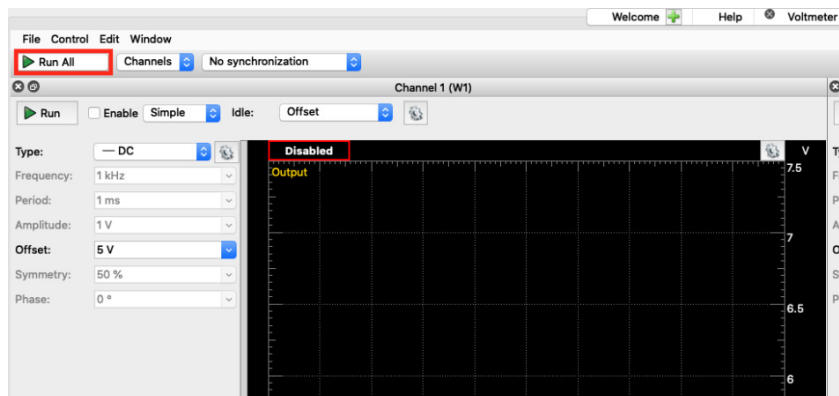 Welcome Help Voltmeter
File Control Edit Window
Run All Channels No synchronization
Channel 1 (W1)
Run Enable Simple Idle: Offset
Type: DC
Disabled V
Output
7.5
Frequency: 1 kHz
Period: 1 ms
Amplitude: 1 V
7
Offset: 5 V
Symmetry: 50 %
Phase: 0 °
6.5
6